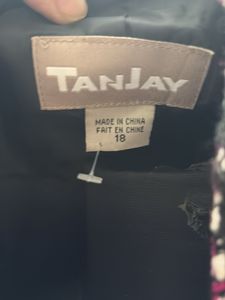 TANJAY
MADE IN CHINA
FAIT EN CHINE
18